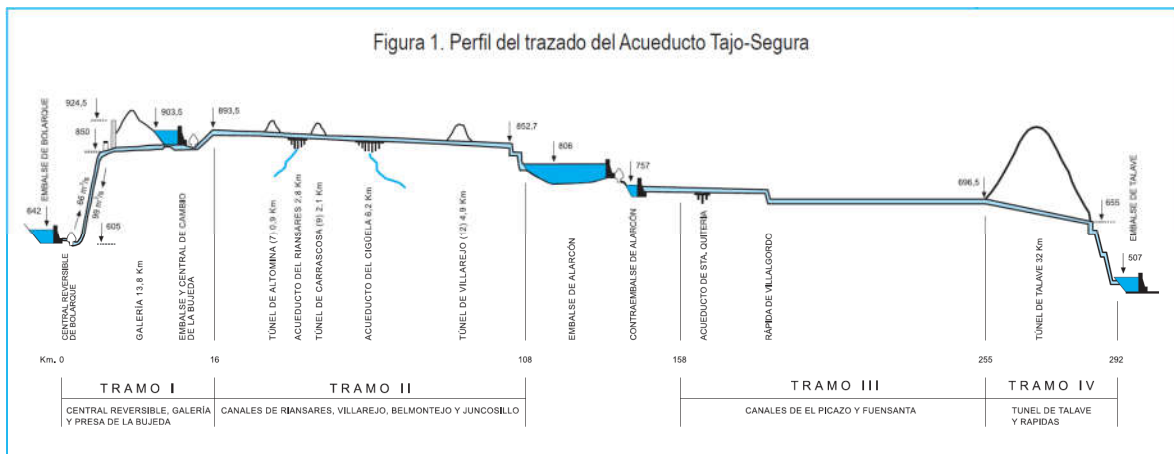 Figura 1. Perfil del trazado del Acueducto Tajo-Segura
EMBALSE DE BOLARQUE
924,5
850
642
66 m³/s
99 m³/s
605
903,5
893,5
852,7
806
757
696,5
655
EMBALSE DE TALAVE
507
CENTRAL REVERSIBLE
DE BOLARQUE
GALERÍA 13,8 Km
EMBALSE Y CENTRAL DE CAMBIO
DE LA BUJEDA
TÚNEL DE ALTOMINA (7) 0,9 Km
ACUEDUCTO DEL RIANSARES 2,8 Km
TÚNEL DE CARRASCOSA (9) 2,1 Km
ACUEDUCTO DEL CIGÜELA 6,2 Km
TÚNEL DE VILLAREJO (12) 4,9 Km
EMBALSE DE ALARCÓN
CONTRAEMBALSE DE ALARCÓN
ACUEDUCTO DE STA. QUITERIA
RÁPIDA DE VILLALGORDO
TÚNEL DE TALAVE 32 Km
Km. 0
16
108
158
255
292
TRAMO I
TRAMO II
TRAMO III
TRAMO IV
CENTRAL REVERSIBLE, GALERÍA
Y PRESA DE LA BUJEDA
CANALES DE RIANSARES, VILLAREJO, BELMONTEJO Y JUNCOSILLO
CANALES DE EL PICAZO Y FUENSANTA
TUNEL DE TALAVE
Y RAPIDAS